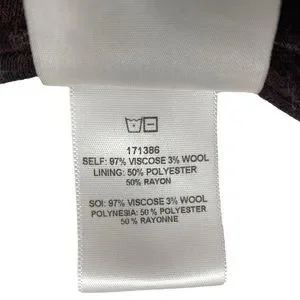 171386
SELF: 97% VISCOSE 3% WOOL
LINING: 50% POLYESTER
50% RAYON
SOI: 97% VISCOSE 3% WOOL
POLYNESIA: 50% POLYESTER
50% RAYONNE